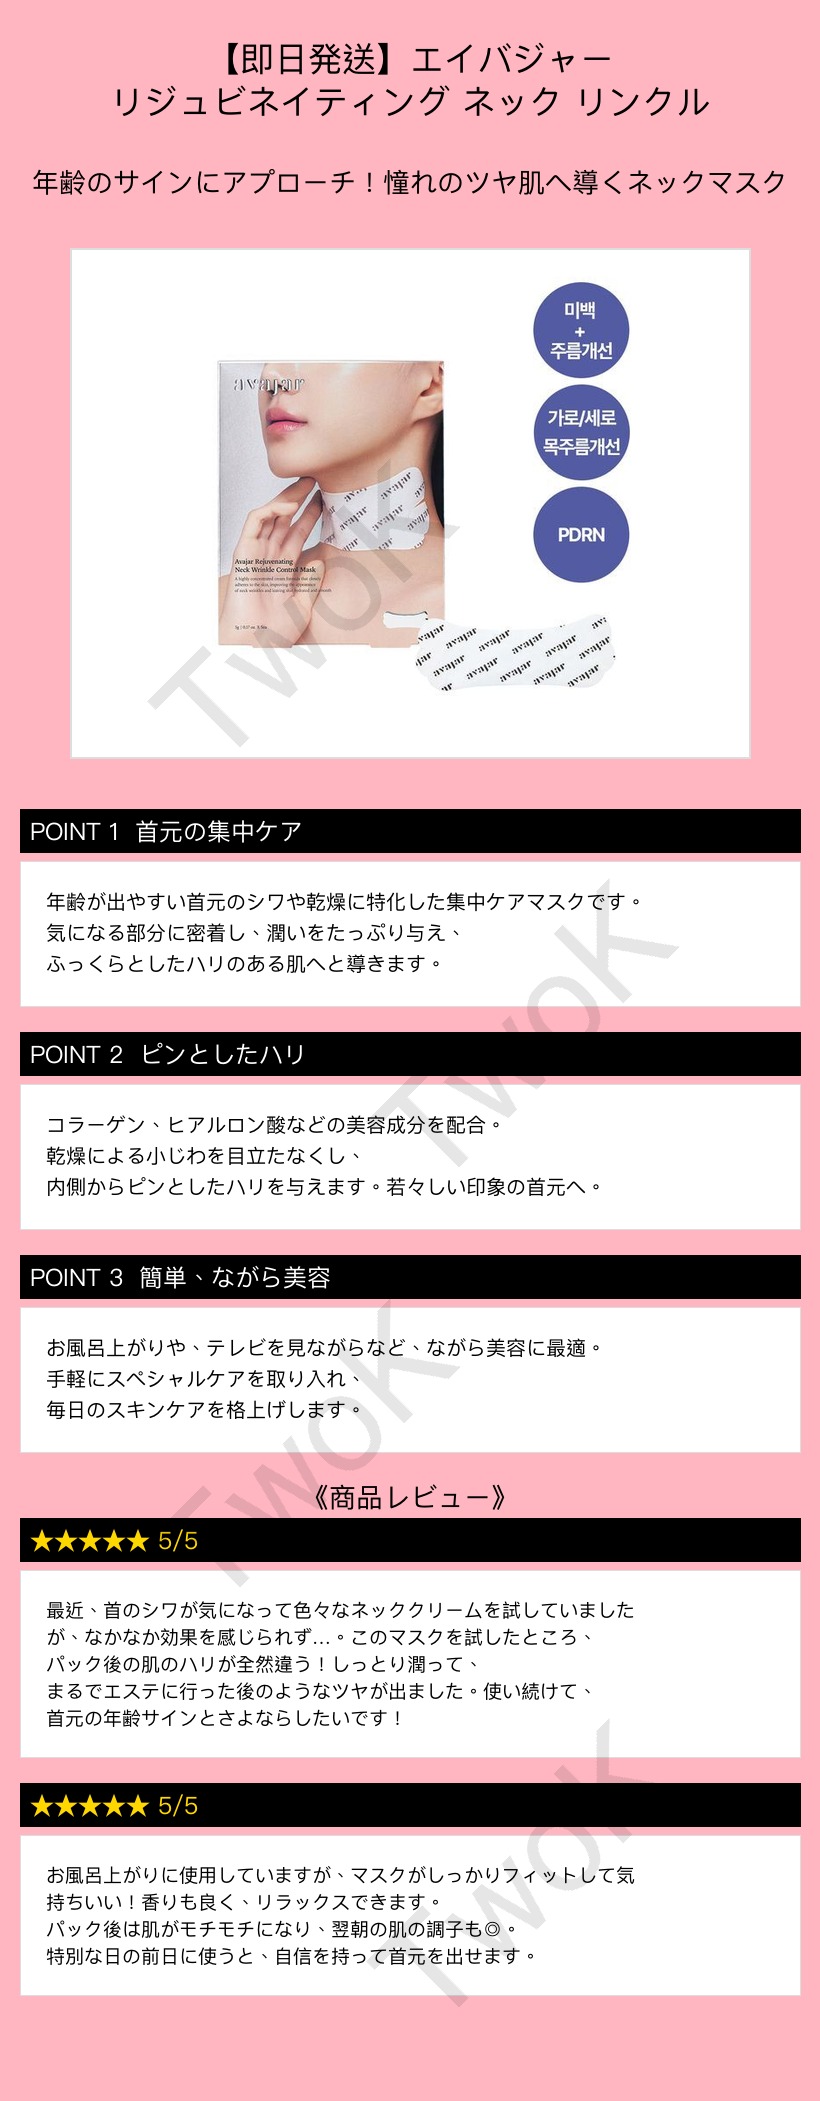 【即日発送】エイバジャー
リジュビネイティング ネック リンクル
年齢のサインにアプローチ！憧れのツヤ肌へ導くネックマスク
미백
+
주름개선
가로/세로
목주름개선
PDRN
avajar
Avajar Rejuvenating
Neck Wrinkle Control Mask
A highly concentrated cream formula that closely
adheres to the skin, improving the appearance
of neck wrinkles and leaving skin hydrated and smooth
TwoK
POINT 1 首元の集中ケア
年齢が出やすい首元のシワや乾燥に特化した集中ケアマスクです。
気になる部分に密着し、潤いをたっぷり与え、
ふっくらとしたハリのある肌へと導きます。
TwoK
POINT 2 ピンとしたハリ
コラーゲン、ヒアルロン酸などの美容成分を配合。
乾燥による小じわを目立たなくし、
内側からピンとしたハリを与えます。若々しい印象の首元へ。
POINT 3 簡単、ながら美容
お風呂上がりや、テレビを見ながらなど、ながら美容に最適。
手軽にスペシャルケアを取り入れ、
毎日のスキンケアを格上げします。
TwoK
《商品レビュー》
★★★★★ 5/5
最近、首のシワが気になって色々なネッククリームを試していました
が、なかなか効果を感じられず…。このマスクを試したところ、
パック後の肌のハリが全然違う！しっとり潤って、
まるでエステに行った後のようなツヤが出ました。使い続けて、
首元の年齢サインとさよならしたいです！
★★★★★ 5/5
お風呂上がりに使用していますが、マスクがしっかりフィットして気
持ちいい！香りも良く、リラックスできます。
パック後は肌がモチモチになり、翌朝の肌の調子も◎。
特別な日の前日に使うと、自信を持って首元を出せます。
TwoK